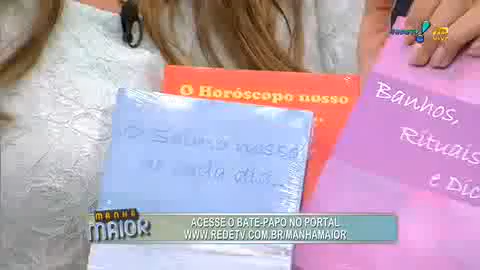 REDETV!
O Horóscopo nosso
Banhos,
Rituais
e Dic
O Salmo nosso
de cada dia...
MANHÃ
MAIOR
ACESSE O BATE-PAPO NO PORTAL
WWW.REDETV.COM.BR/MANHAMAIOR